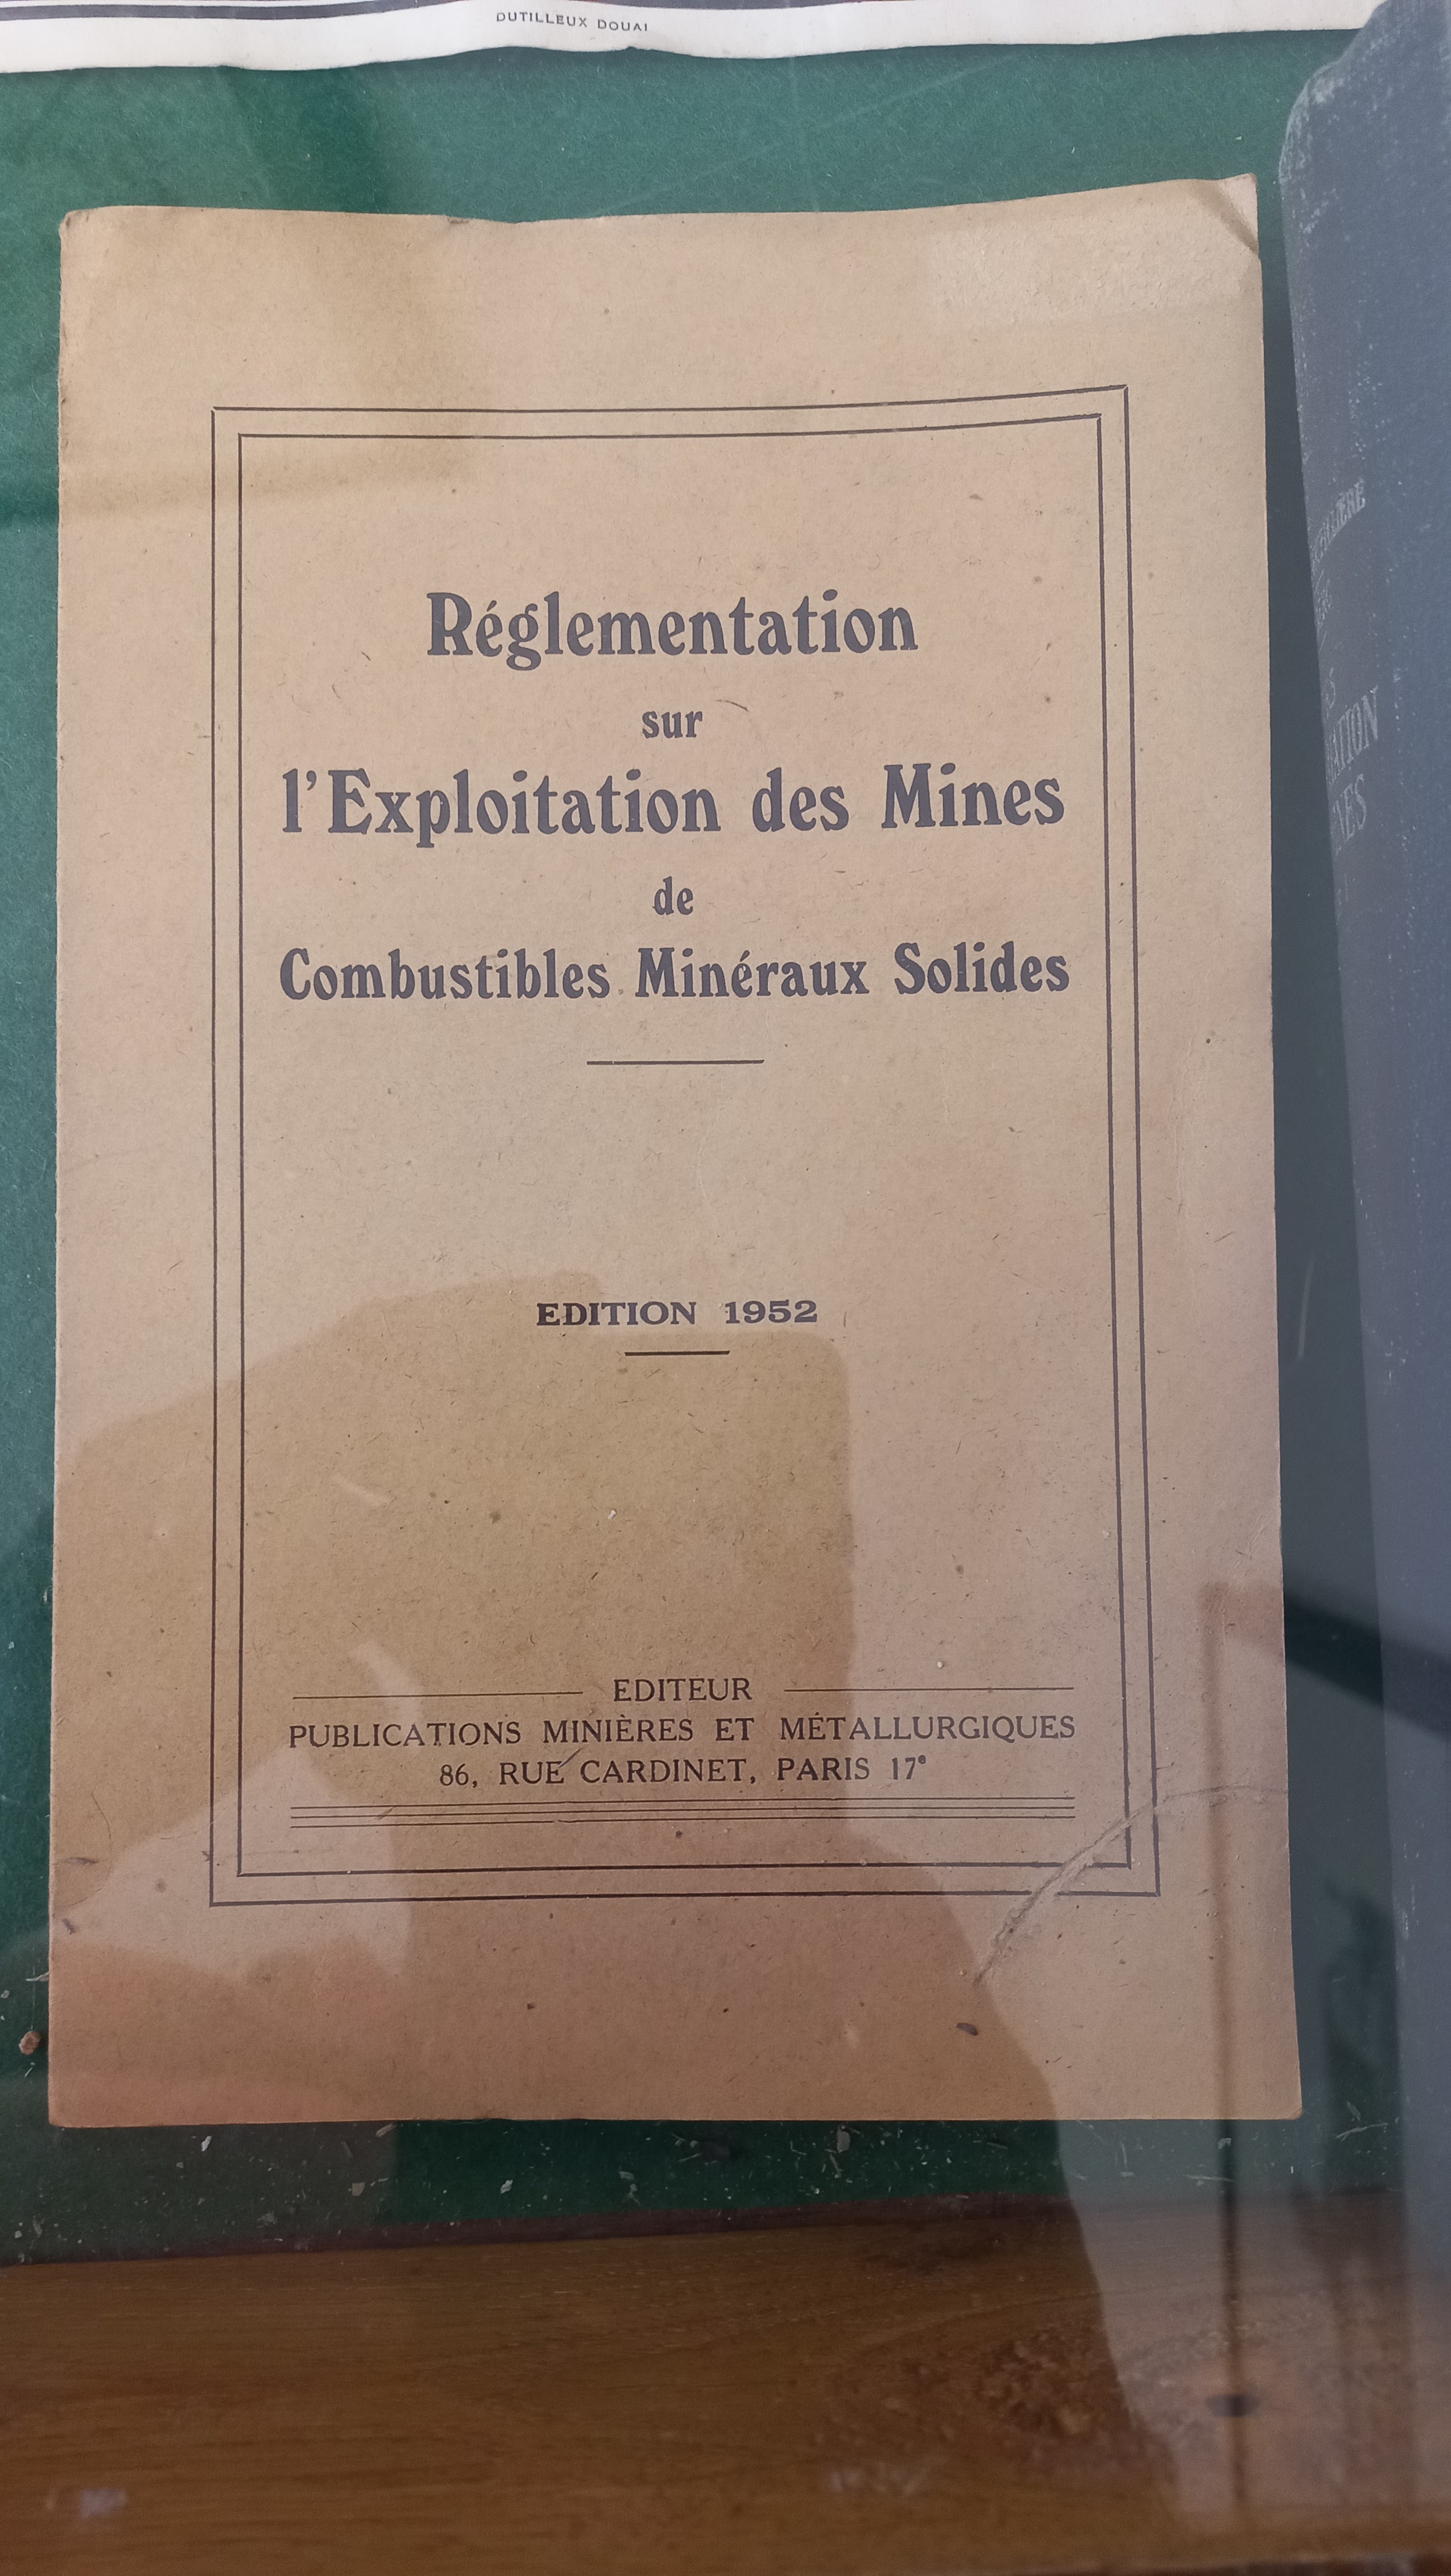 DUTILLEUX DOUAI
Réglementation
sur
l'Exploitation des Mines
de
Combustibles Minéraux Solides
EDITION 1952
EDITEUR
PUBLICATIONS MINIÈRES ET MÉTALLURGIQUES
86, RUE CARDINET, PARIS 17ᵉ